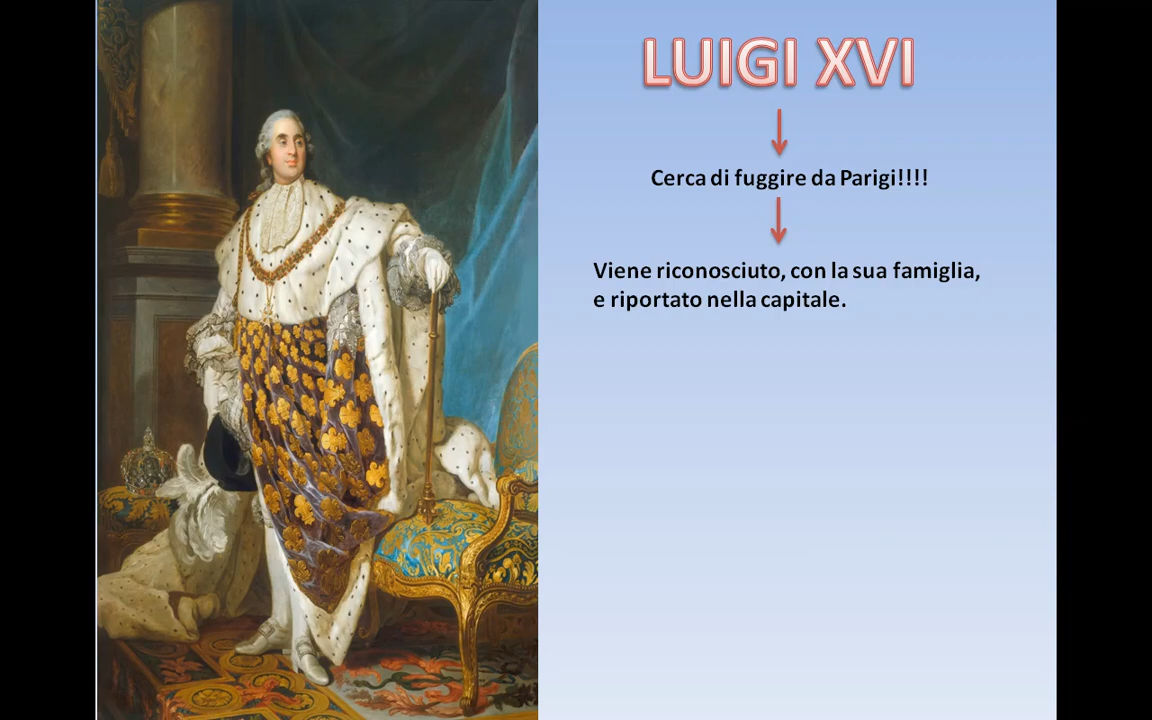 LUIGI XVI
Cerca di fuggire da Parigi!!!!
Viene riconosciuto, con la sua famiglia,
e riportato nella capitale.